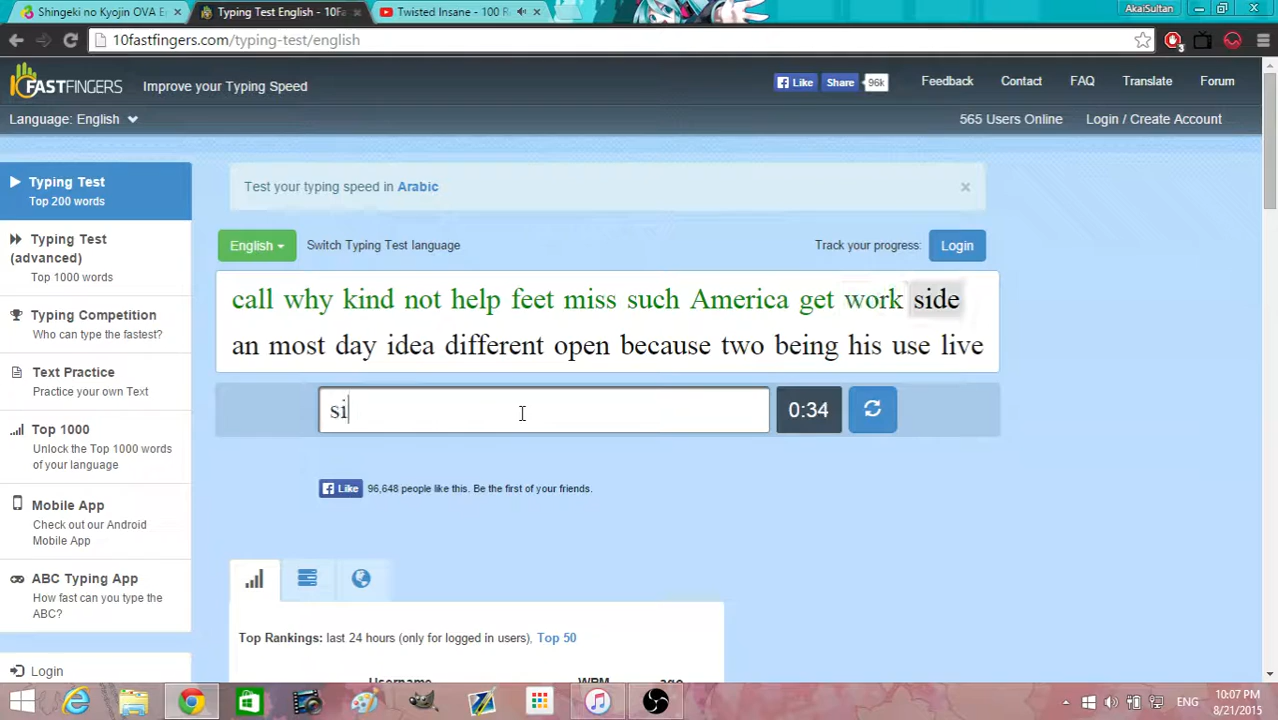 Shingeki no Kyojin OVA E
Typing Test English - 10Fa
Twisted Insane - 100 R
AkaiSultan
10fastfingers.com/typing-test/english
3
10FASTFINGERS Improve your Typing Speed
Like Share 96k
Feedback Contact FAQ Translate Forum
Language: English
565 Users Online Login / Create Account
Typing Test
Top 200 words
Typing Test
(advanced)
Top 1000 words
Typing Competition
Who can type the fastest?
Text Practice
Practice your own Text
Top 1000
Unlock the Top 1000 words
of your language
Mobile App
Check out our Android
Mobile App
ABC Typing App
How fast can you type the
ABC?
Login
Test your typing speed in Arabic ×
English Switch Typing Test language Track your progress: Login
call why kind not help feet miss such America get work side
an most day idea different open because two being his use live
si 0:34
Like 96,648 people like this. Be the first of your friends.
Top Rankings: last 24 hours (only for logged in users), Top 50
Username WPM ago
ENG
10:07 PM
8/21/2015